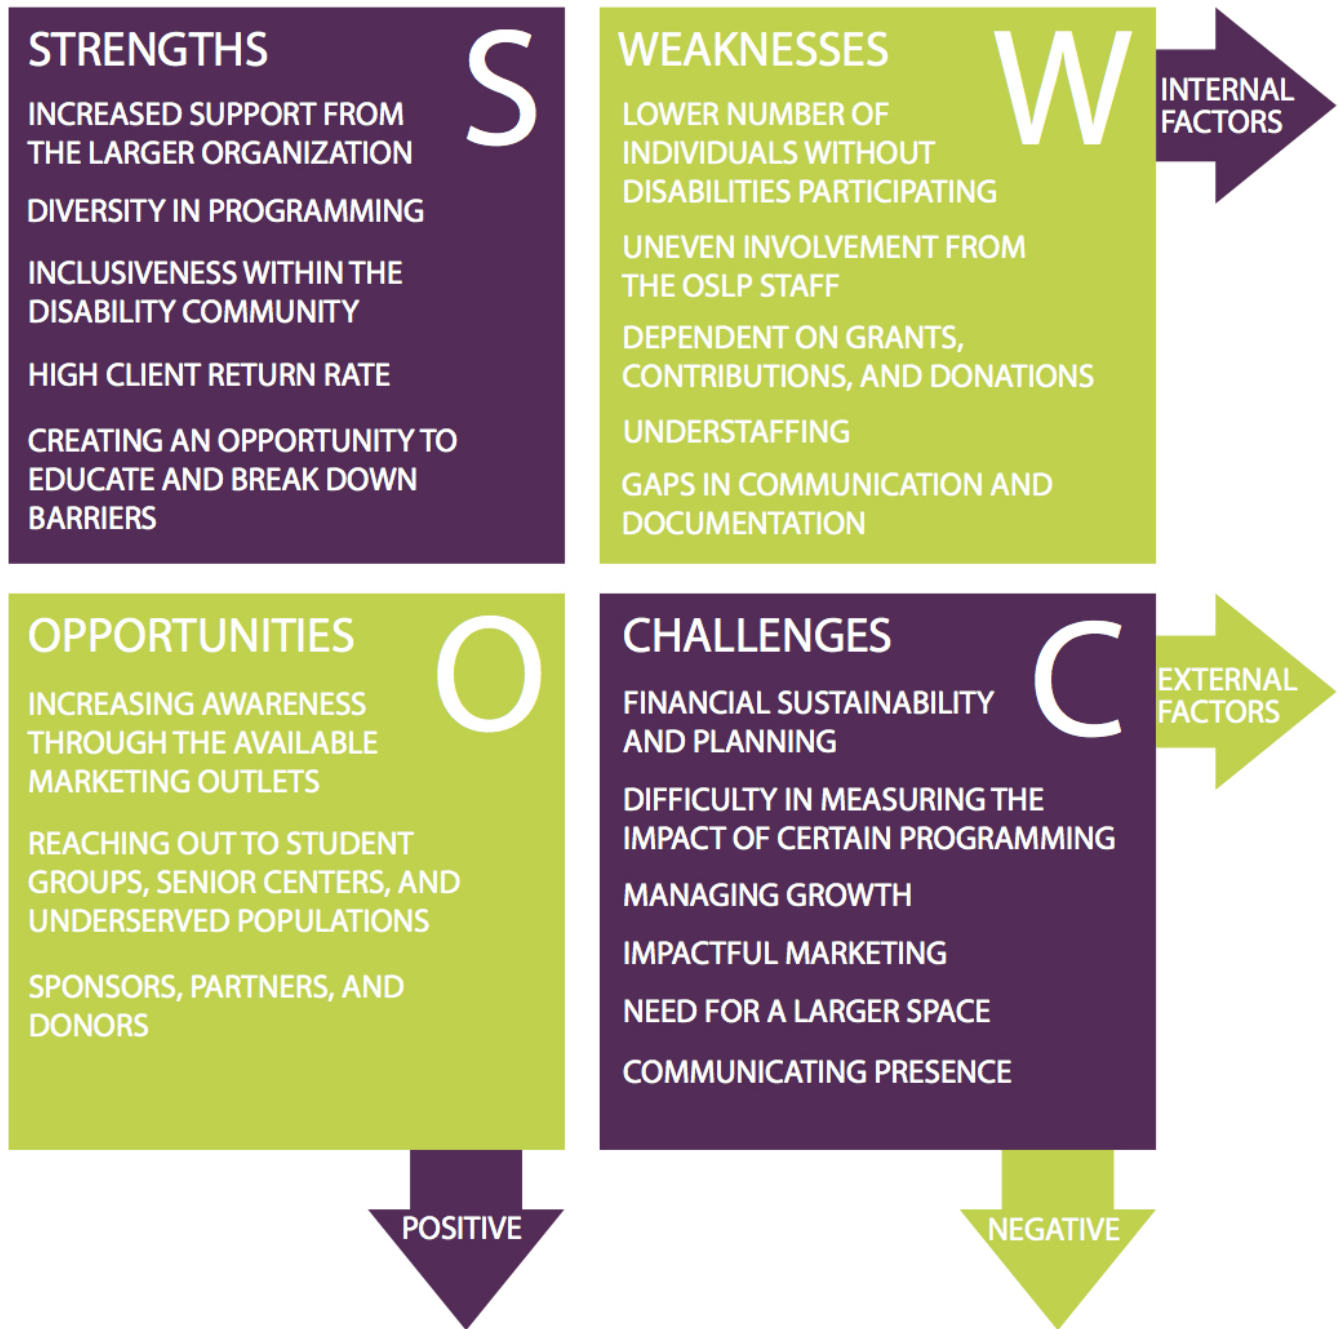 STRENGTHS
S
INCREASED SUPPORT FROM
THE LARGER ORGANIZATION
DIVERSITY IN PROGRAMMING
INCLUSIVENESS WITHIN THE
DISABILITY COMMUNITY
HIGH CLIENT RETURN RATE
CREATING AN OPPORTUNITY TO
EDUCATE AND BREAK DOWN
BARRIERS
WEAKNESSES
W
LOWER NUMBER OF
INDIVIDUALS WITHOUT
DISABILITIES PARTICIPATING
UNEVEN INVOLVEMENT FROM
THE OSLP STAFF
DEPENDENT ON GRANTS,
CONTRIBUTIONS, AND DONATIONS
UNDERSTAFFING
GAPS IN COMMUNICATION AND
DOCUMENTATION
INTERNAL
FACTORS
OPPORTUNITIES
O
INCREASING AWARENESS
THROUGH THE AVAILABLE
MARKETING OUTLETS
REACHING OUT TO STUDENT
GROUPS, SENIOR CENTERS, AND
UNDERSERVED POPULATIONS
SPONSORS, PARTNERS, AND
DONORS
CHALLENGES
C
FINANCIAL SUSTAINABILITY
AND PLANNING
DIFFICULTY IN MEASURING THE
IMPACT OF CERTAIN PROGRAMMING
MANAGING GROWTH
IMPACTFUL MARKETING
NEED FOR A LARGER SPACE
COMMUNICATING PRESENCE
EXTERNAL
FACTORS
POSITIVE
NEGATIVE